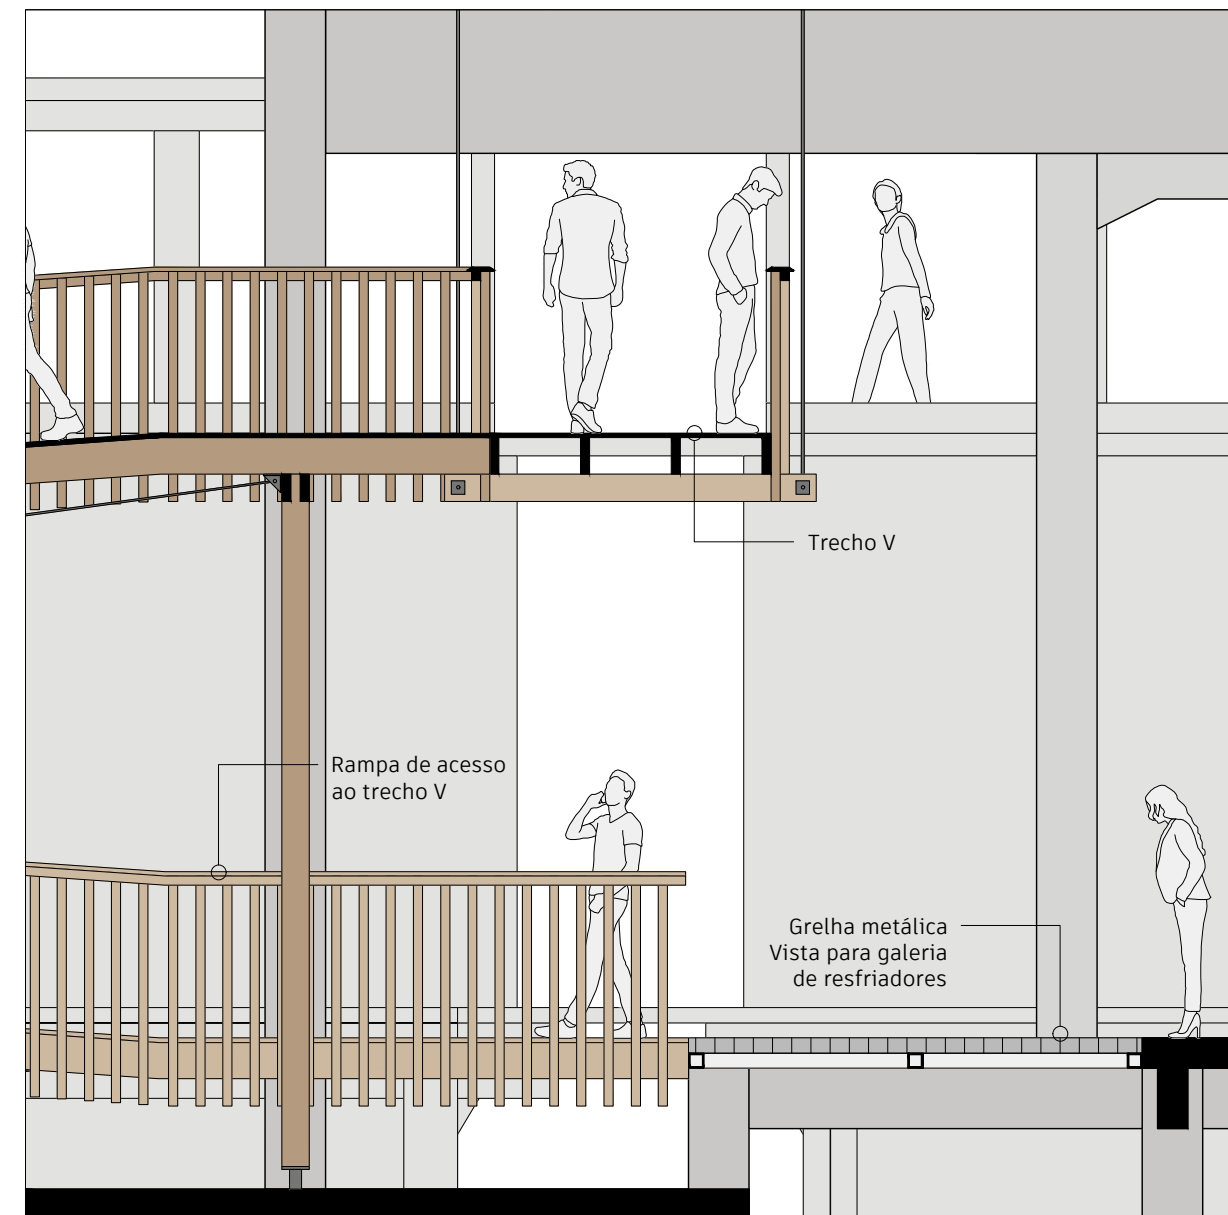 Trecho V
Rampa de acesso
ao trecho V
Grelha metálica
Vista para galeria
de resfriadores